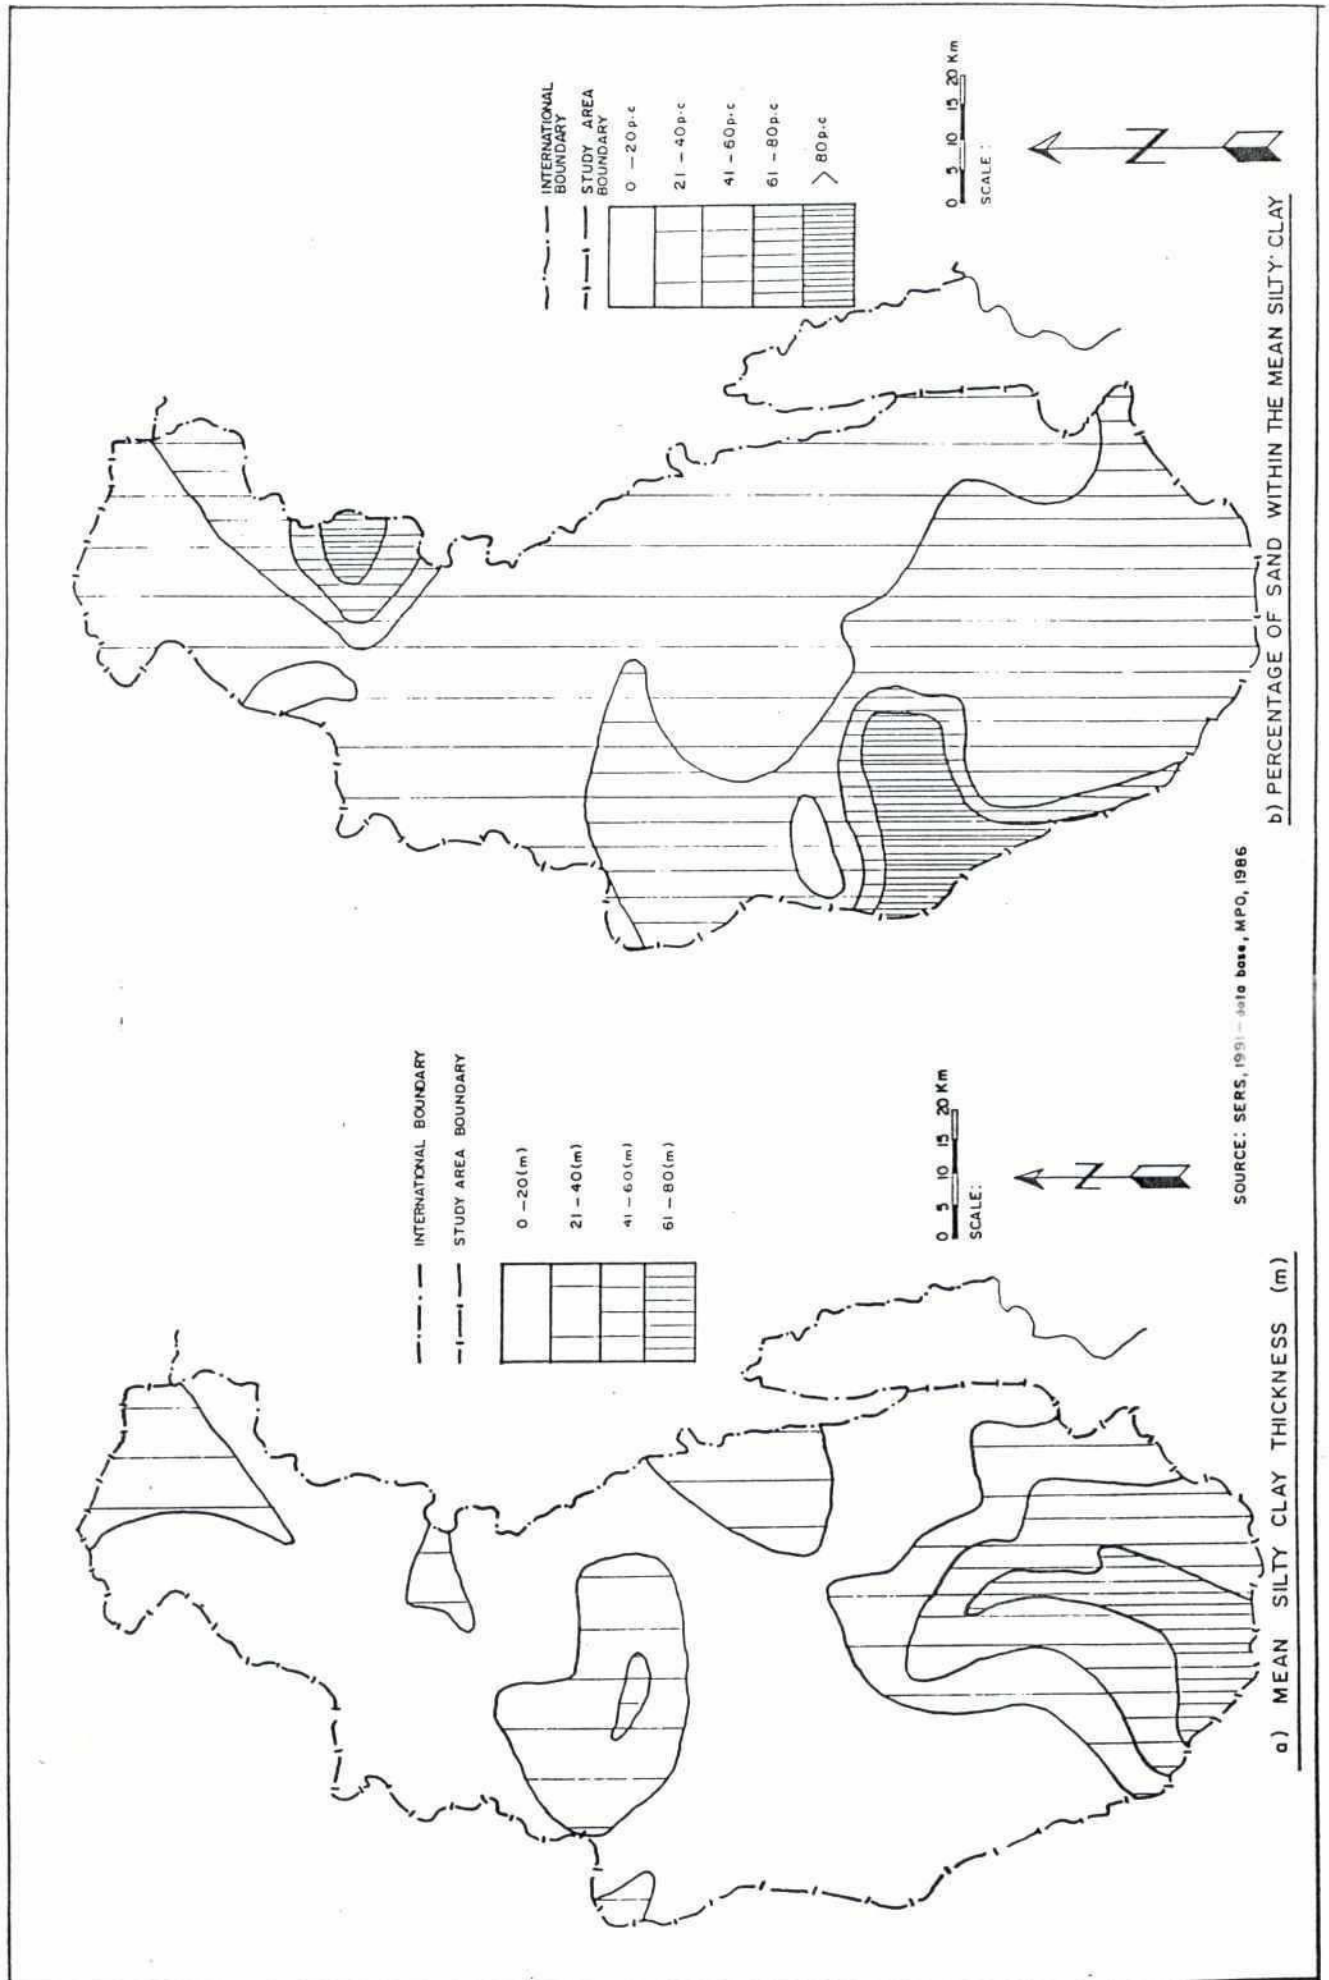 INTERNATIONAL BOUNDARY
STUDY AREA BOUNDARY
0 – 20 (m)
21 – 40 (m)
41 – 60 (m)
61 – 80 (m)
0 5 10 15 20 Km
SCALE:
N
a) MEAN SILTY CLAY THICKNESS (m)
INTERNATIONAL
BOUNDARY
STUDY AREA
BOUNDARY
0 – 20 p.c
21 – 40 p.c
41 – 60 p.c
61 – 80 p.c
> 80 p.c
0 5 10 15 20 Km
SCALE :
N
b) PERCENTAGE OF SAND WITHIN THE MEAN SILTY CLAY
SOURCE: SERS, 1991 – data base, MPO, 1986